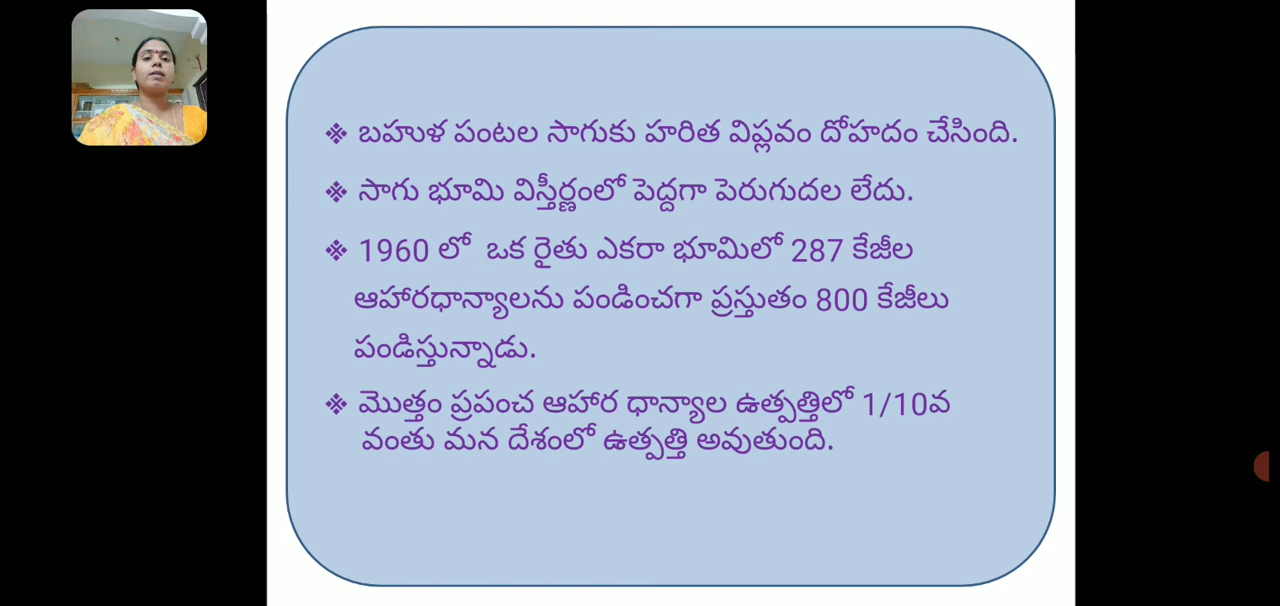 ❖ బహుళ పంటల సాగుకు హరిత విప్లవం దోహదం చేసింది.
❖ సాగు భూమి విస్తీర్ణంలో పెద్దగా పెరుగుదల లేదు.
❖ 1960 లో ఒక రైతు ఎకరా భూమిలో 287 కేజీల
ఆహారధాన్యాలను పండించగా ప్రస్తుతం 800 కేజీలు
పండిస్తున్నాడు.
❖ మొత్తం ప్రపంచ ఆహార ధాన్యాల ఉత్పత్తిలో 1/10వ
వంతు మన దేశంలో ఉత్పత్తి అవుతుంది.